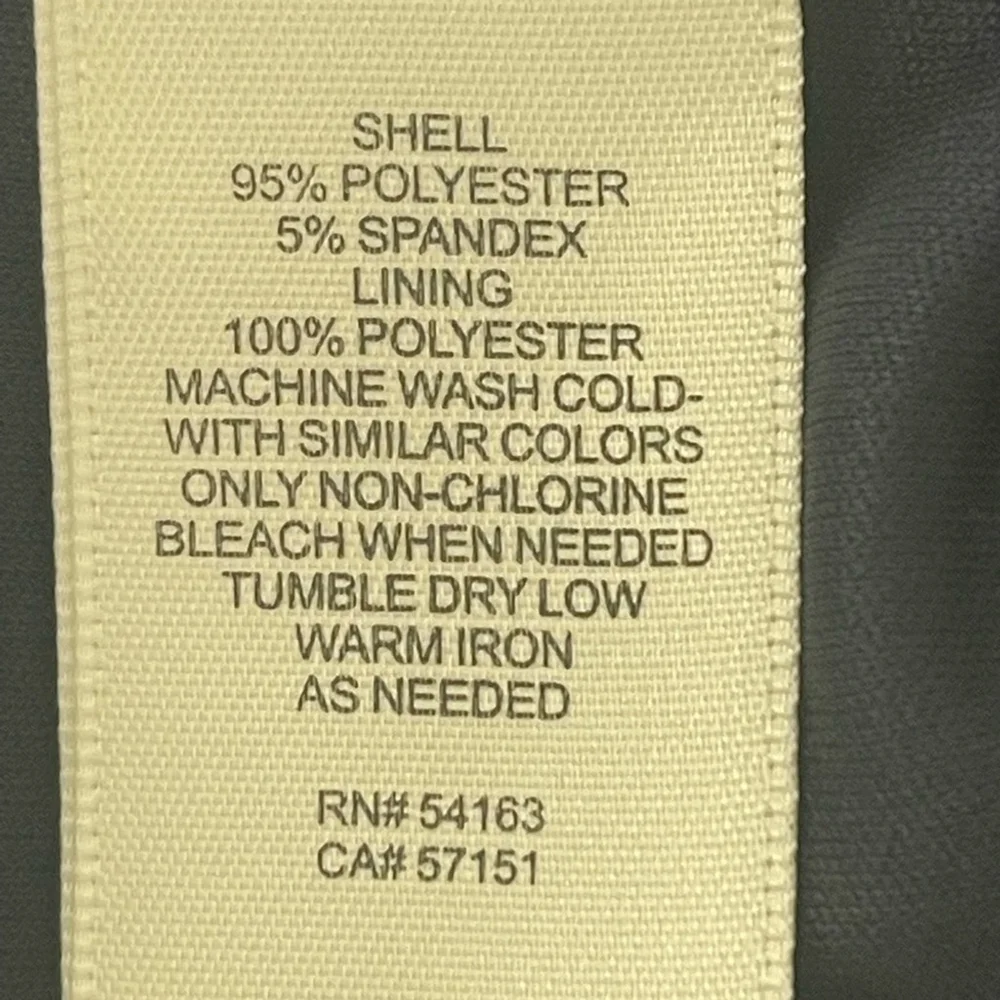 SHELL
95% POLYESTER
5% SPANDEX
LINING
100% POLYESTER
MACHINE WASH COLD-
WITH SIMILAR COLORS
ONLY NON-CHLORINE
BLEACH WHEN NEEDED
TUMBLE DRY LOW
WARM IRON
AS NEEDED
RN# 54163
CA# 57151